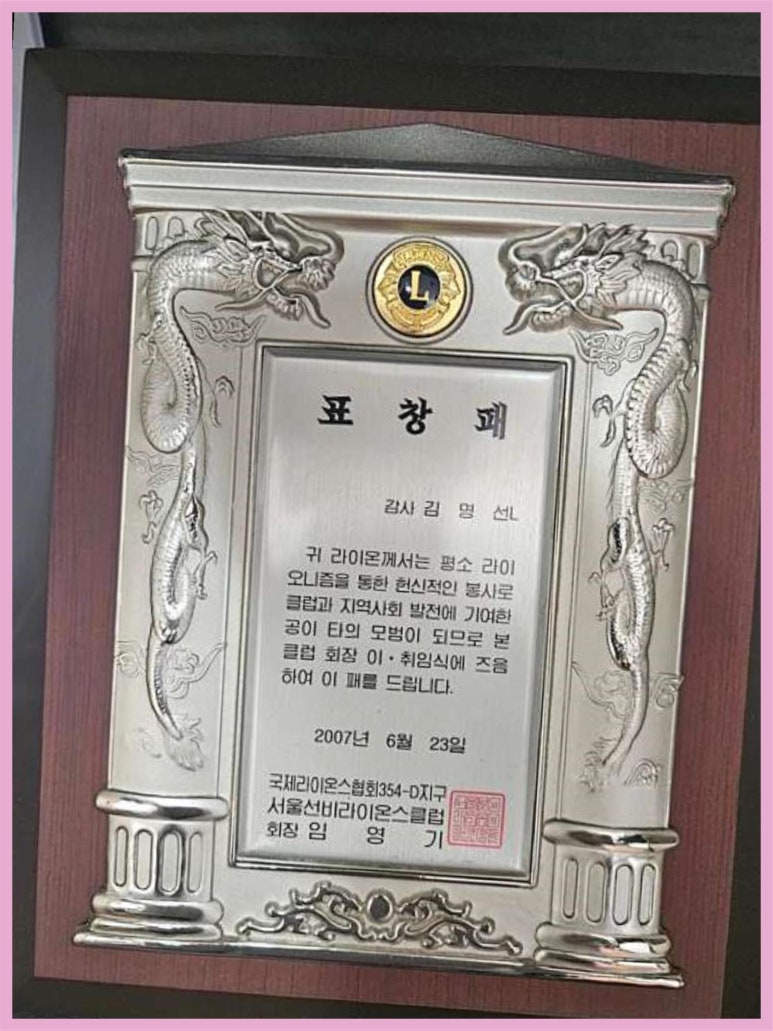 L
표 창 패
감사 김 영 선L
귀 라이온께서는 평소 라이
오니즘을 통한 헌신적인 봉사로
클럽과 지역사회 발전에 기여한
공이 타의 모범이 되므로 본
클럽 회장 이·취임식에 즈음
하여 이 패를 드립니다.
2007년 6월 23일
국제라이온스협회354-D지구
서울선비라이온스클럽
회장 임 영 기